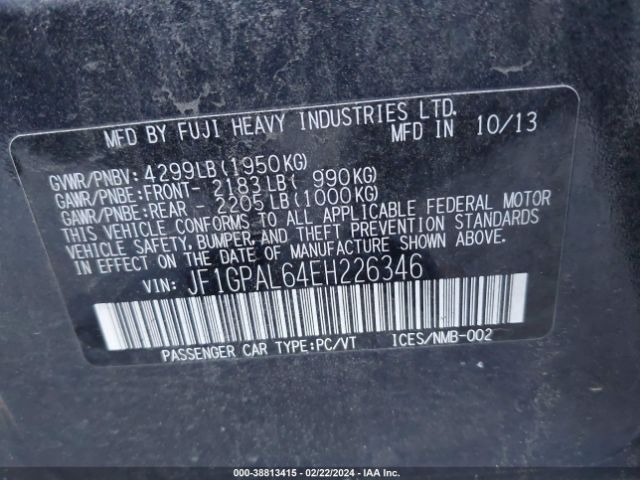 MFD BY FUJI HEAVY INDUSTRIES LTD.
MFD IN 10/13
GVWR/PNBV: 4299LB(1950KG)
GAWR/PNBE:FRONT- 2183LB( 990KG)
GAWR/PNBE:REAR - 2205LB(1000KG)
THIS VEHICLE CONFORMS TO ALL APPLICABLE FEDERAL MOTOR
VEHICLE SAFETY, BUMPER, AND THEFT PREVENTION STANDARDS
IN EFFECT ON THE DATE OF MANUFACTURE SHOWN ABOVE.
VIN: JF1GPAL64EH226346
PASSENGER CAR TYPE:PC/VT ICES/NMB-002
000-38813415 - 02/22/2024 - IAA Inc.